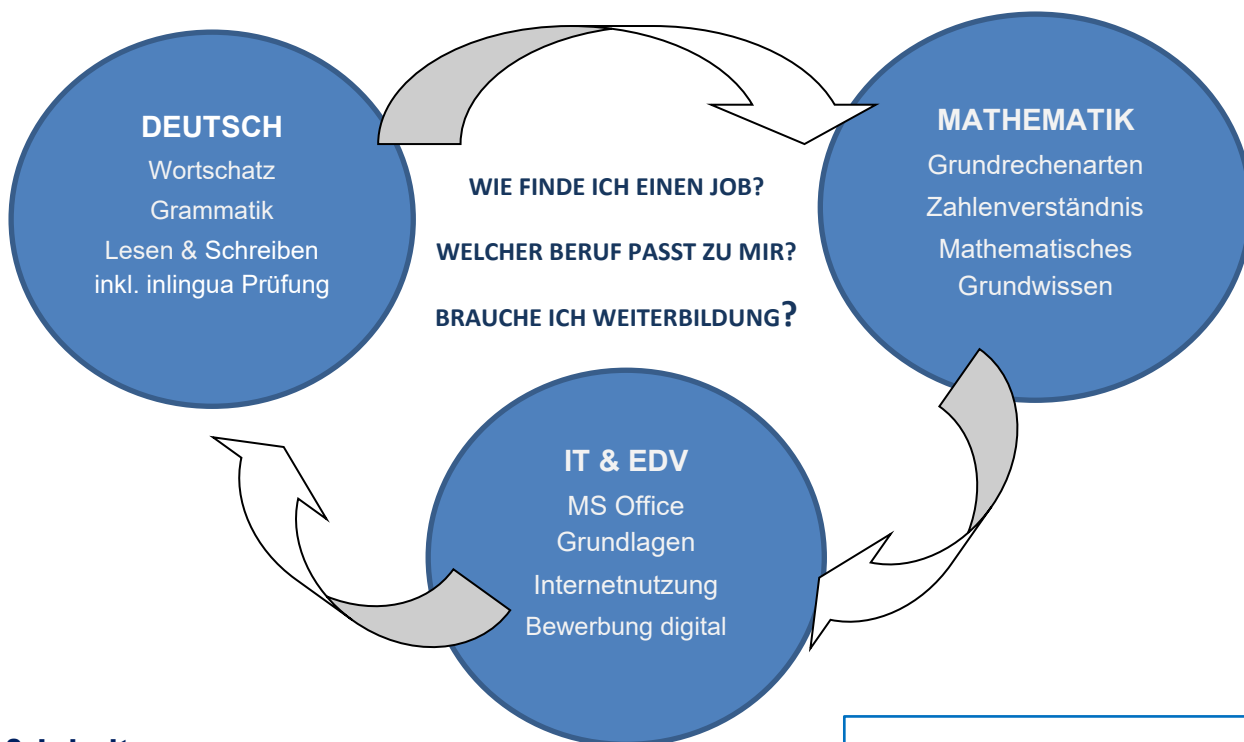 DEUTSCH
Wortschatz
Grammatik
Lesen & Schreiben
inkl. inlingua Prüfung
WIE FINDE ICH EINEN JOB?
WELCHER BERUF PASST ZU MIR?
BRAUCHE ICH WEITERBILDUNG?
MATHEMATIK
Grundrechenarten
Zahlenverständnis
Mathematisches
Grundwissen
IT & EDV
MS Office
Grundlagen
Internetnutzung
Bewerbung digital